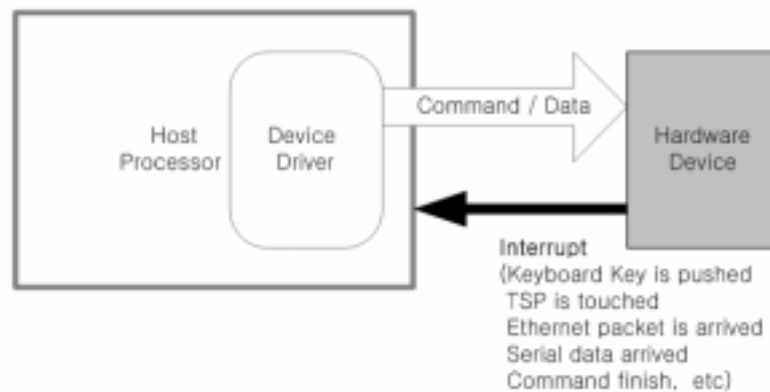 Host
Processor
Device
Driver
Command / Data
Hardware
Device
Interrupt
(Keyboard Key is pushed
TSP is touched
Ethernet packet is arrived
Serial data arrived
Command finish, etc)